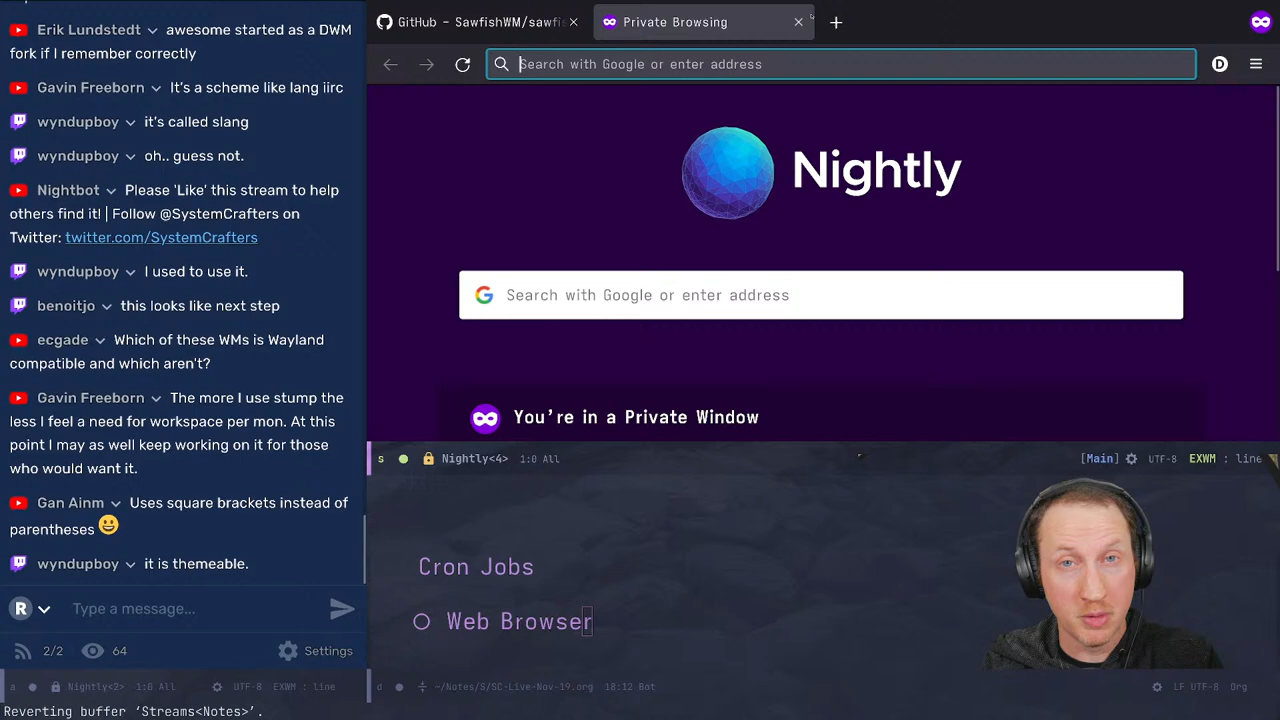 Erik Lundstedt awesome started as a DWM
fork if I remember correctly
Gavin Freeborn It's a scheme like lang iirc
wyndupboy it's called slang
wyndupboy oh.. guess not.
Nightbot Please 'Like' this stream to help
others find it! | Follow @SystemCrafters on
Twitter: twitter.com/SystemCrafters
wyndupboy I used to use it.
benoitjo this looks like next step
ecgade Which of these WMs is Wayland
compatible and which aren't?
Gavin Freeborn The more I use stump the
less I feel a need for workspace per mon. At this
point I may as well keep working on it for those
who would want it.
Gan Ainm Uses square brackets instead of
parentheses 😀
wyndupboy it is themeable.
R Type a message...
2/2 64 Settings
a Nightly<2> 1:0 All UTF-8 EXWM : line
Reverting buffer ‘Streams<Notes>’.
GitHub - SawfishWM/sawfis
Private Browsing
Search with Google or enter address
D
Nightly
Search with Google or enter address
You're in a Private Window
s Nightly<4> 1:0 All [Main] UTF-8 EXWM : line
Cron Jobs
Web Browser
d ~/Notes/S/SC-Live-Nov-19.org 18:12 Bot LF UTF-8 Org